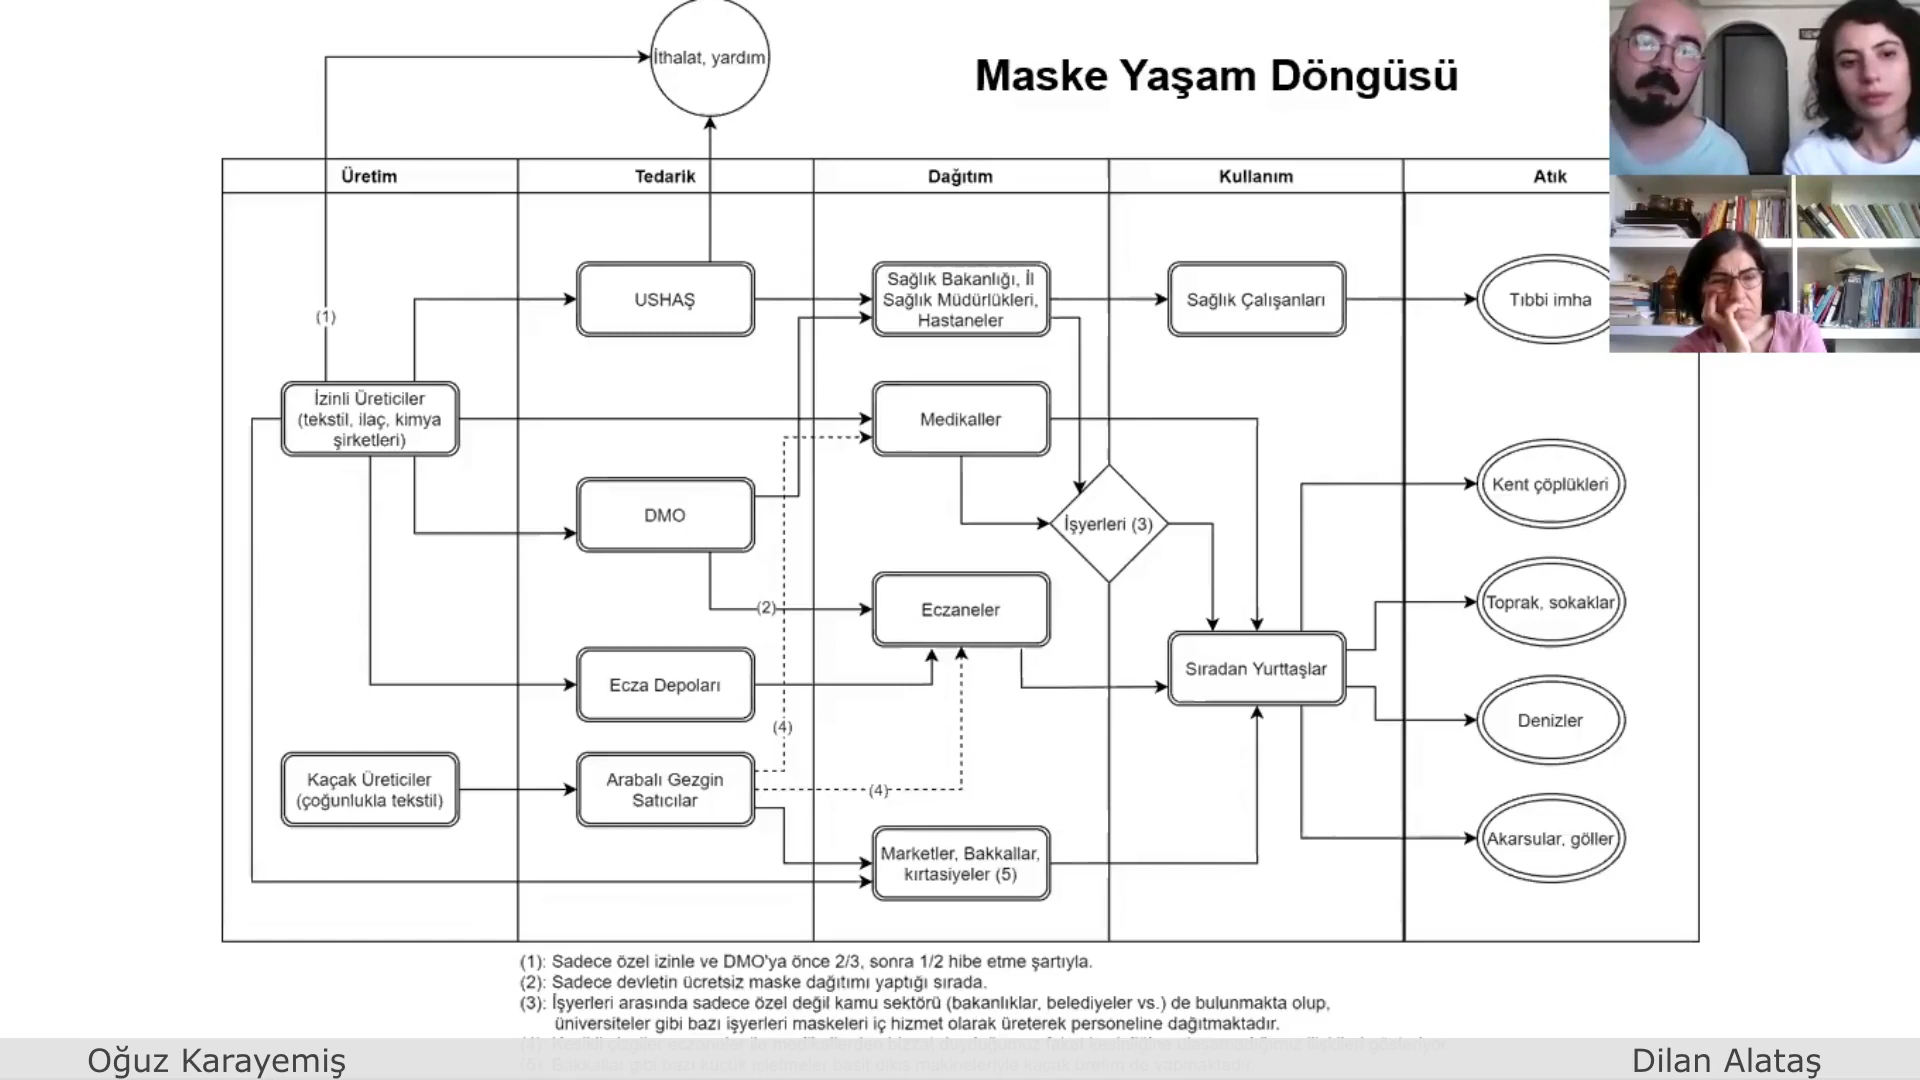 İthalat, yardım
Maske Yaşam Döngüsü
Üretim
Tedarik
Dağıtım
Kullanım
Atık
(1)
USHAŞ
Sağlık Bakanlığı, İl
Sağlık Müdürlükleri,
Hastaneler
Sağlık Çalışanları
Tıbbi imha
İzinli Üreticiler
(tekstil, ilaç, kimya
şirketleri)
Medikaller
DMO
İşyerleri (3)
Kent çöplükleri
(2)
Eczaneler
Toprak, sokaklar
Ecza Depoları
Sıradan Yurttaşlar
(4)
Denizler
Kaçak Üreticiler
(çoğunlukla tekstil)
Arabalı Gezgin
Satıcılar
(4)
Marketler, Bakkallar,
kırtasiyeler (5)
Akarsular, göller
(1): Sadece özel izinle ve DMO'ya önce 2/3, sonra 1/2 hibe etme şartıyla.
(2): Sadece devletin ücretsiz maske dağıtımı yaptığı sırada.
(3): İşyerleri arasında sadece özel değil kamu sektörü (bakanlıklar, belediyeler vs.) de bulunmakta olup,
üniversiteler gibi bazı işyerleri maskeleri iç hizmet olarak üreterek personeline dağıtmaktadır.
Oğuz Karayemiş
Dilan Alataş